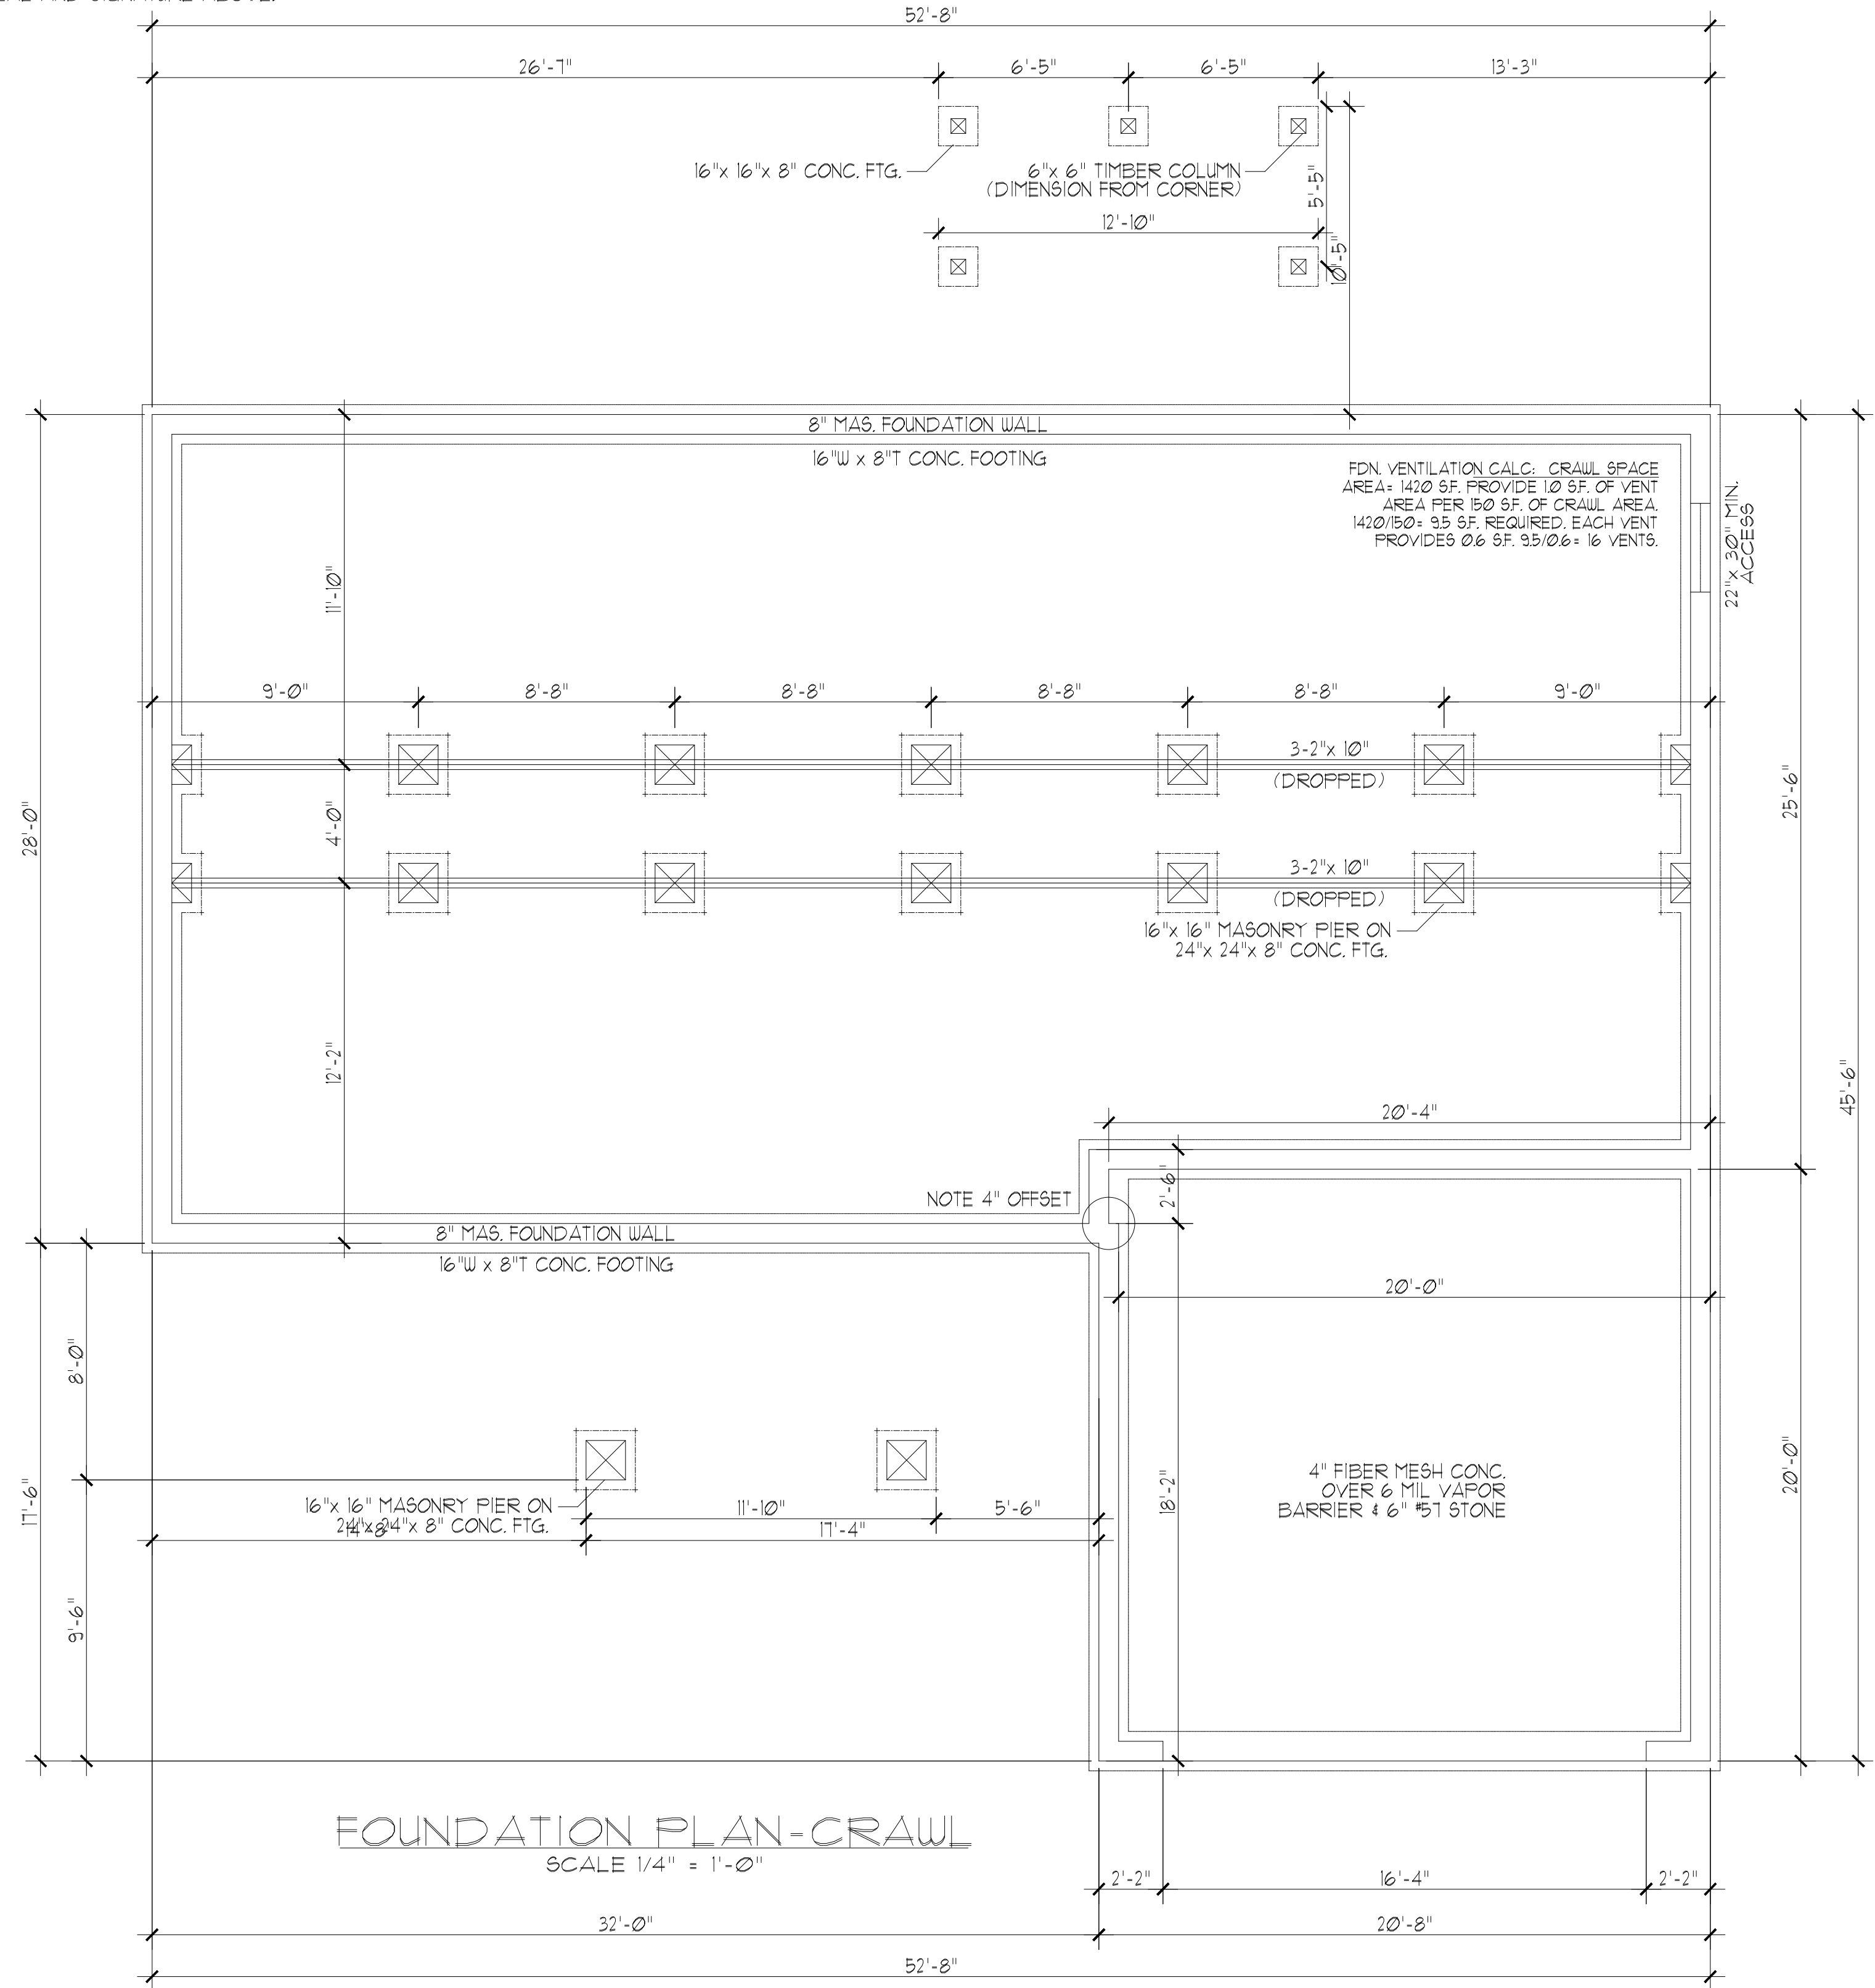 52'-8"
26'-7"
6'-5"
6'-5"
13'-3"
16"x 16"x 8" CONC. FTG.
6"x 6" TIMBER COLUMN
(DIMENSION FROM CORNER)
5'-5"
12'-10"
10'-5"
8" MAS. FOUNDATION WALL
16"W x 8"T CONC. FOOTING
FDN. VENTILATION CALC: CRAWL SPACE
AREA= 1420 S.F. PROVIDE 1.0 S.F. OF VENT
AREA PER 150 S.F. OF CRAWL AREA.
1420/150= 9.5 S.F. REQUIRED. EACH VENT
PROVIDES 0.6 S.F. 9.5/0.6= 16 VENTS.
22"x 30" MIN.
ACCESS
11'-10"
9'-0"
8'-8"
8'-8"
8'-8"
8'-8"
9'-0"
3-2"x 10"
(DROPPED)
28'-0"
4'-0"
25'-6"
3-2"x 10"
(DROPPED)
16"x 16" MASONRY PIER ON
24"x 24"x 8" CONC. FTG.
12'-2"
45'-6"
20'-4"
2'-6"
NOTE 4" OFFSET
8" MAS. FOUNDATION WALL
16"W x 8"T CONC. FOOTING
20'-0"
8'-0"
17'-6"
18'-2"
4" FIBER MESH CONC.
OVER 6 MIL VAPOR
BARRIER & 6" #57 STONE
20'-0"
16"x 16" MASONRY PIER ON
24"x 24"x 8" CONC. FTG.
11'-10"
5'-6"
14'-8"
17'-4"
9'-6"
FOUNDATION PLAN-CRAWL
SCALE 1/4" = 1'-0"
2'-2"
16'-4"
2'-2"
32'-0"
20'-8"
52'-8"